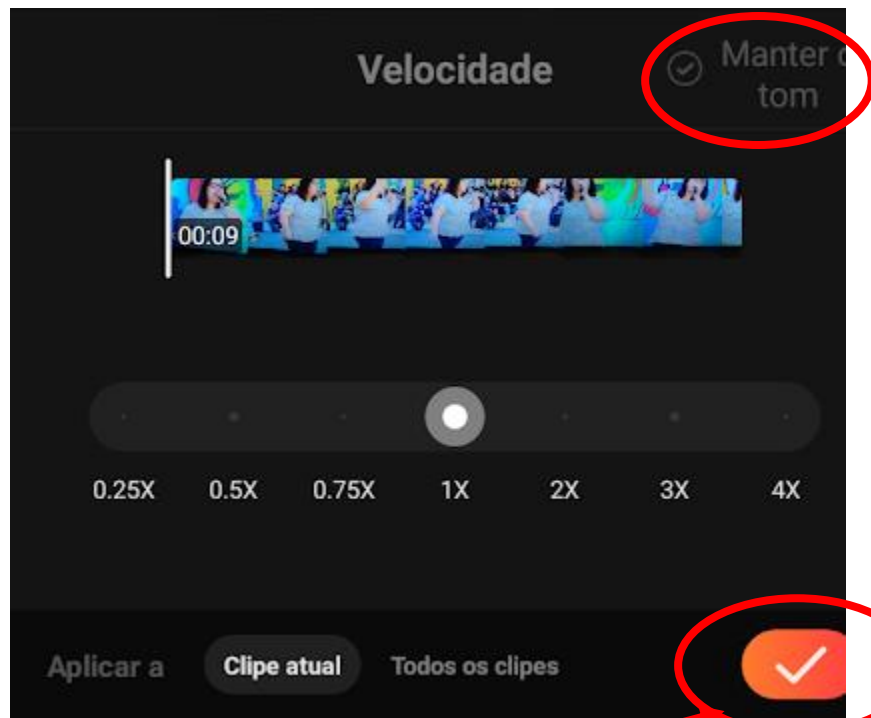 Velocidade
Manter o
tom
00:09
0.25X 0.5X 0.75X 1X 2X 3X 4X
Aplicar a Clipe atual Todos os clipes